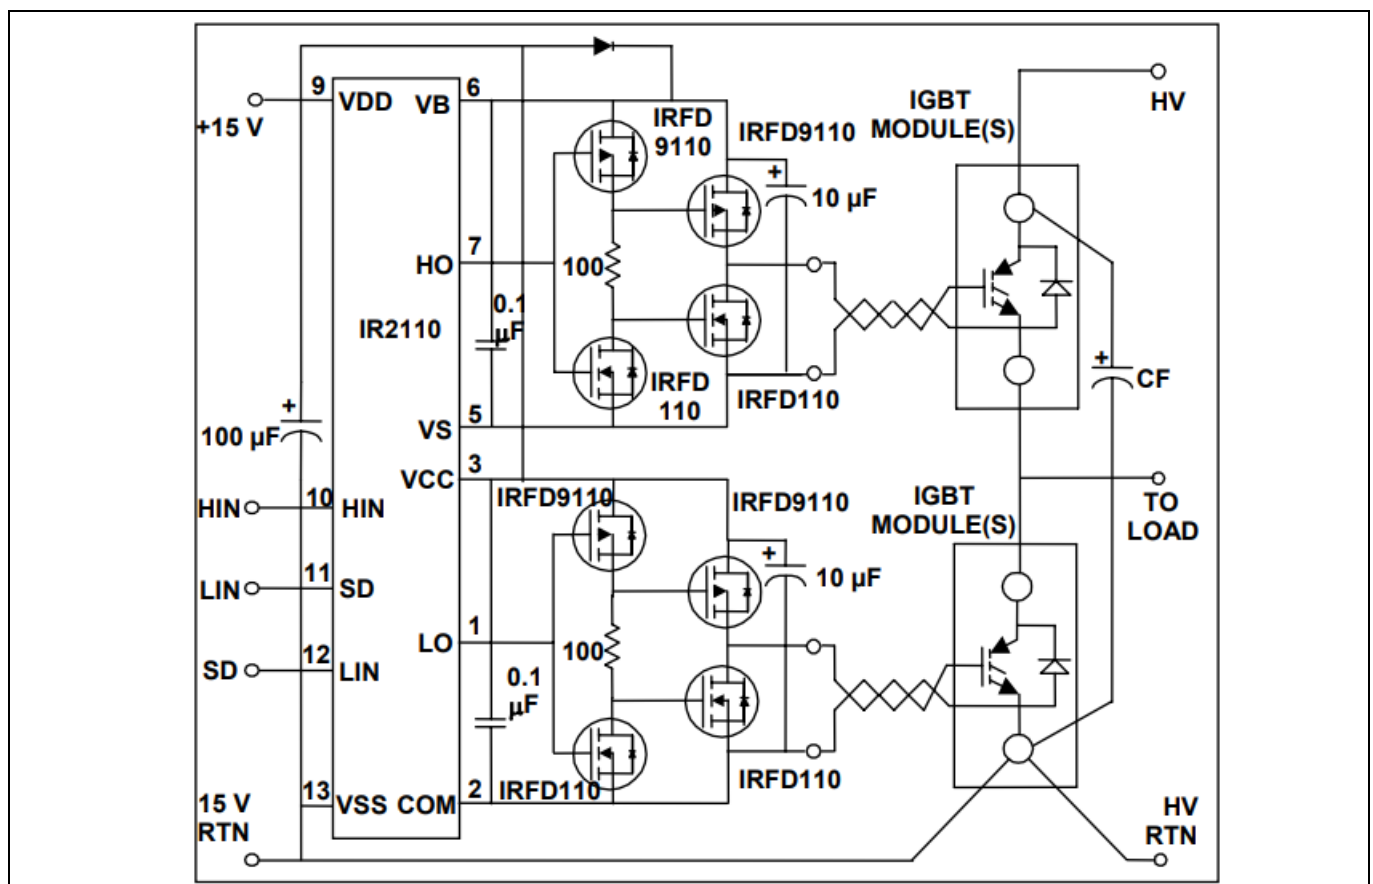 9
VDD
VB
6
+15 V
IRFD
9110
IRFD9110
+
10 µF
IGBT
MODULE(S)
HV
7
HO
100
0.1
µF
IR2110
IRFD
110
IRFD110
+
CF
+
100 µF
5
VS
VCC
3
IRFD9110
IRFD9110
IGBT
MODULE(S)
TO
LOAD
HIN
10
HIN
+
10 µF
LIN
11
SD
LO
1
100
SD
12
LIN
0.1
µF
IRFD110
IRFD110
15 V
RTN
13
VSS
COM
2
HV
RTN